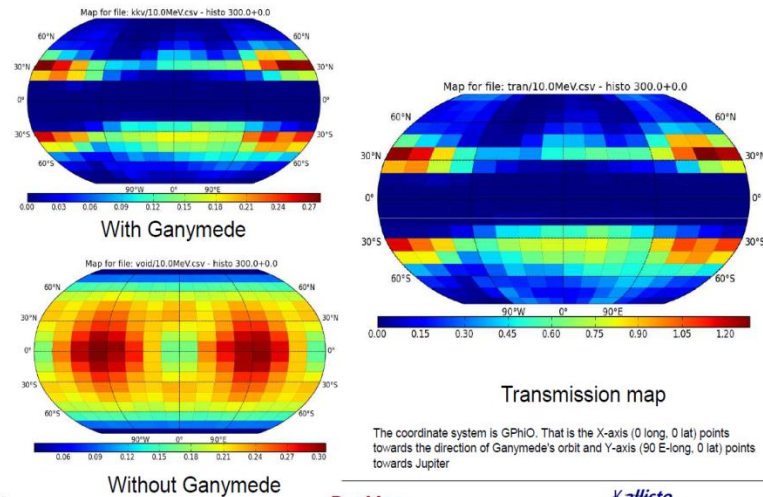 Map for file: kkv/10.0MeV.csv - histo 300.0+0.0
60°N
30°N 30°N
0° 0°
30°S 30°S
60°S
90°W 0° 90°E
0.00 0.03 0.06 0.09 0.12 0.15 0.18 0.21 0.24 0.27
With Ganymede
Map for file: void/10.0MeV.csv - histo 300.0+0.0
60°N
30°N 30°N
0° 0°
30°S 30°S
60°S
90°W 0° 90°E
0.06 0.09 0.12 0.15 0.18 0.21 0.24 0.27 0.30
Without Ganymede
Map for file: tran/10.0MeV.csv - histo 300.0+0.0
60°N
30°N 30°N
0° 0°
30°S 30°S
60°S
90°W 0° 90°E
0.00 0.15 0.30 0.45 0.60 0.75 0.90 1.05 1.20
Transmission map
The coordinate system is GPhiO. That is the X-axis (0 long, 0 lat) points
towards the direction of Ganymede's orbit and Y-axis (90 E-long, 0 lat) points
towards Jupiter